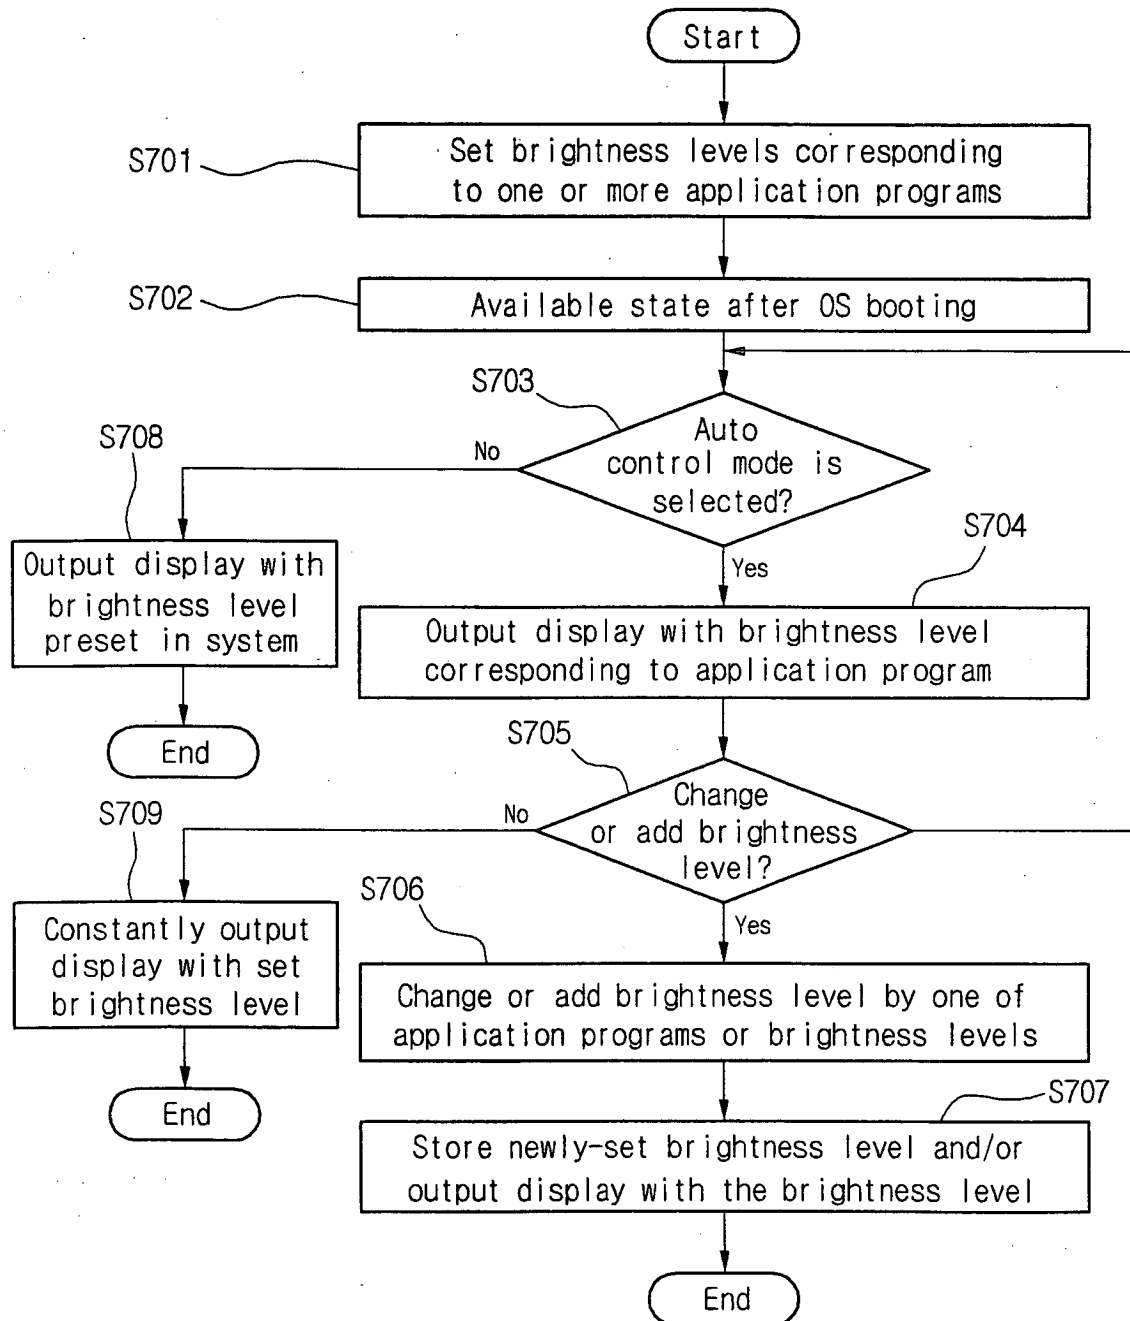 Start
S701
Set brightness levels corresponding
to one or more application programs
S702
Available state after OS booting
S703
Auto
control mode is
selected?
No
Yes
S708
Output display with
brightness level
preset in system
End
S704
Output display with brightness level
corresponding to application program
S705
Change
or add brightness
level?
No
Yes
S709
Constantly output
display with set
brightness level
End
S706
Change or add brightness level by one of
application programs or brightness levels
S707
Store newly-set brightness level and/or
output display with the brightness level
End